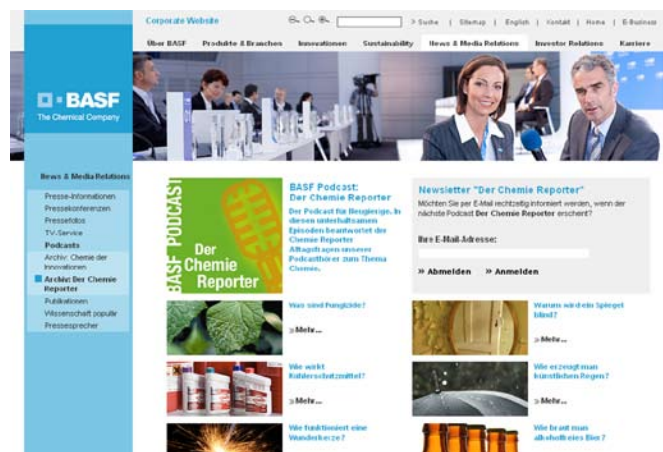 Corporate Website
> Suche | Sitemap | English | Kontakt | Home | E-Business
Über BASF Produkte & Branchen Innovationen Sustainability News & Media Relations Investor Relations Karriere
BASF
The Chemical Company
News & Media Relations
Presse-Informationen
Pressekonferenzen
Pressefotos
TV-Service
Podcasts
Archiv: Chemie der
Innovationen
Archiv: Der Chemie
Reporter
Publikationen
Wissenschaft populär
Pressesprecher
BASF PODCAST
Der
Chemie
Reporter
BASF Podcast:
Der Chemie Reporter
Der Podcast für Neugierige. In
diesen unterhaltsamen
Episoden beantwortet der
Chemie Reporter
Alltagsfragen unserer
Podcasthörer zum Thema
Chemie.
Newsletter "Der Chemie Reporter"
Möchten Sie per E-Mail rechtzeitig informiert werden, wenn der
nächste Podcast Der Chemie Reporter erscheint?
Ihre E-Mail-Adresse:
» Abmelden » Anmelden
Was sind Fungizide?
» Mehr...
Warum wird ein Spiegel
blind?
» Mehr...
Wie wirkt
Kühlerschutzmittel?
» Mehr...
Wie erzeugt man
künstlichen Regen?
» Mehr...
Wie funktioniert eine
Wunderkerze?
Wie braut man
alkoholfreies Bier?